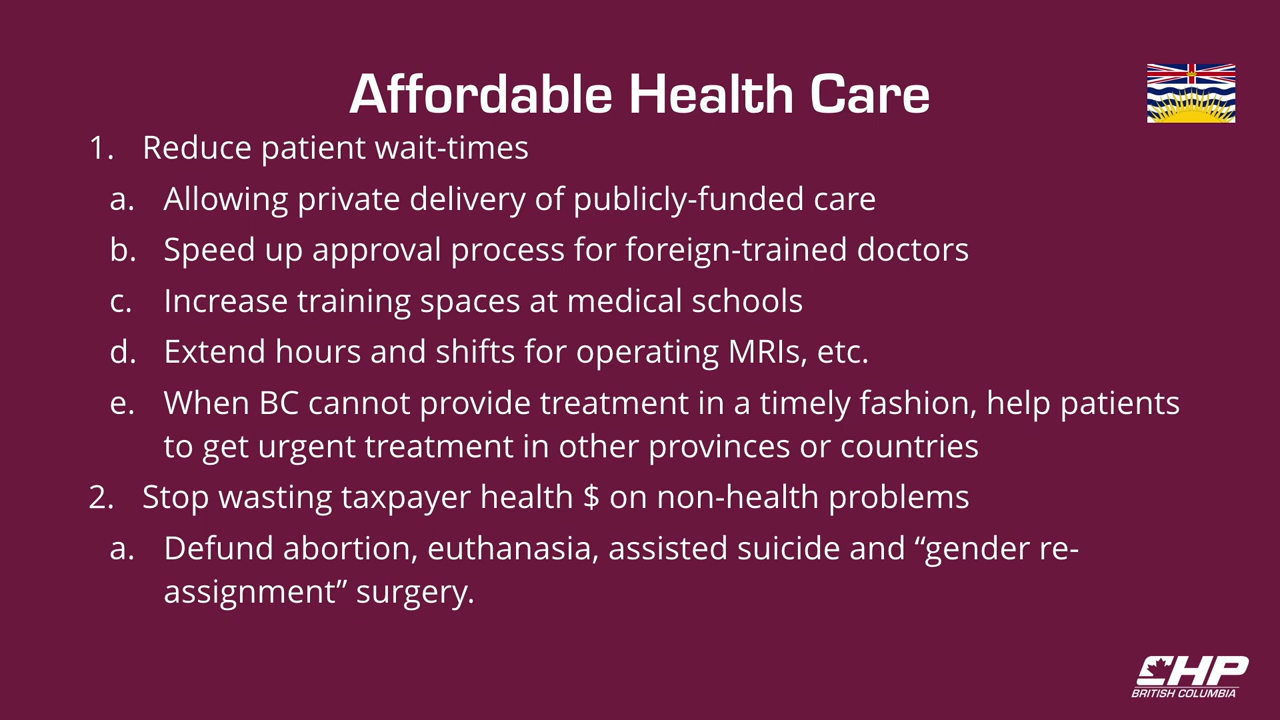 Affordable Health Care
1. Reduce patient wait-times
a. Allowing private delivery of publicly-funded care
b. Speed up approval process for foreign-trained doctors
c. Increase training spaces at medical schools
d. Extend hours and shifts for operating MRIs, etc.
e. When BC cannot provide treatment in a timely fashion, help patients
to get urgent treatment in other provinces or countries
2. Stop wasting taxpayer health $ on non-health problems
a. Defund abortion, euthanasia, assisted suicide and “gender re-
assignment” surgery.
CHP
BRITISH COLUMBIA